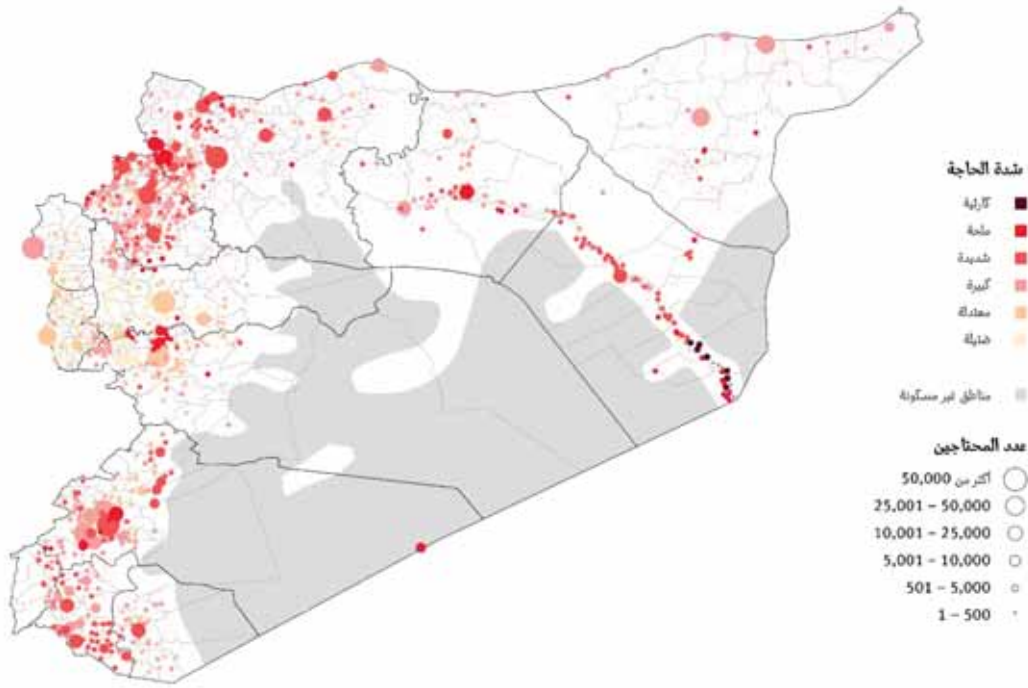 شدة الحاجة
كارثية
ملحة
شديدة
كبيرة
معتدلة
ضئيلة
مناطق غير مسكونة
عدد المحتاجين
أكثر من 50,000
25,001 – 50,000
10,001 – 25,000
5,001 – 10,000
501 – 5,000
1 – 500